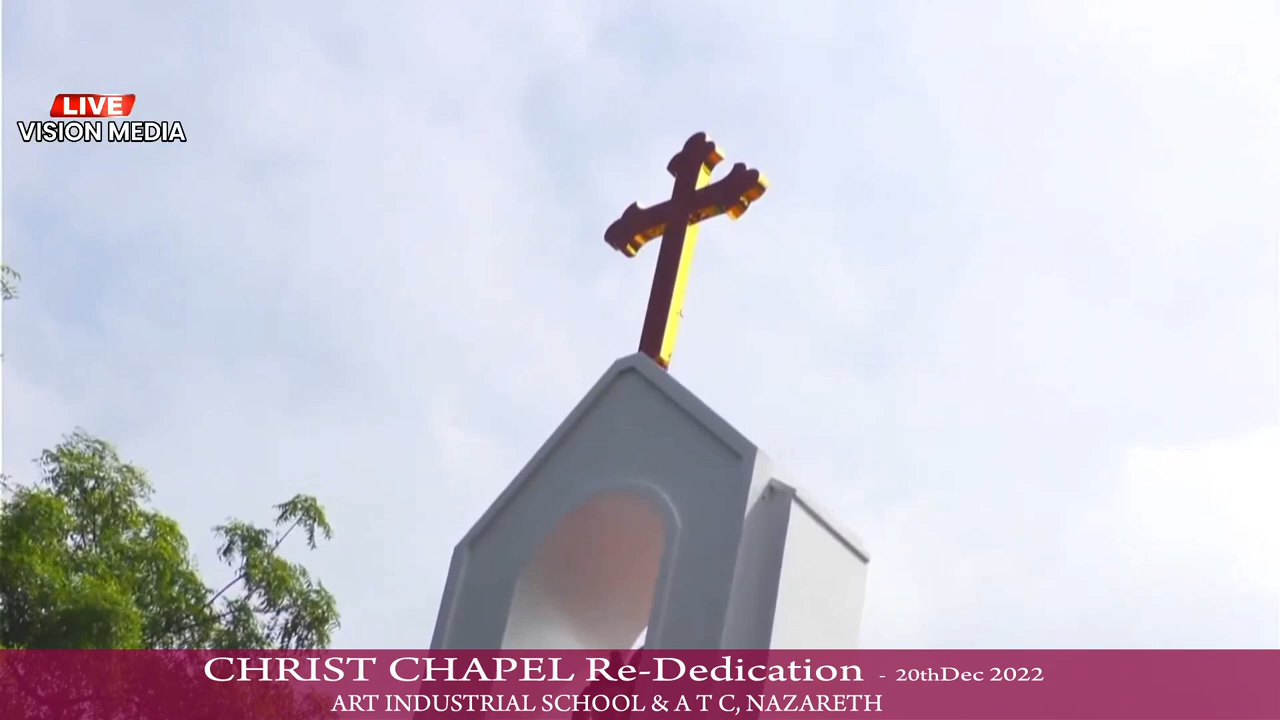 LIVE
VISION MEDIA
CHRIST CHAPEL Re-Dedication - 20thDec 2022
ART INDUSTRIAL SCHOOL & A T C, NAZARETH